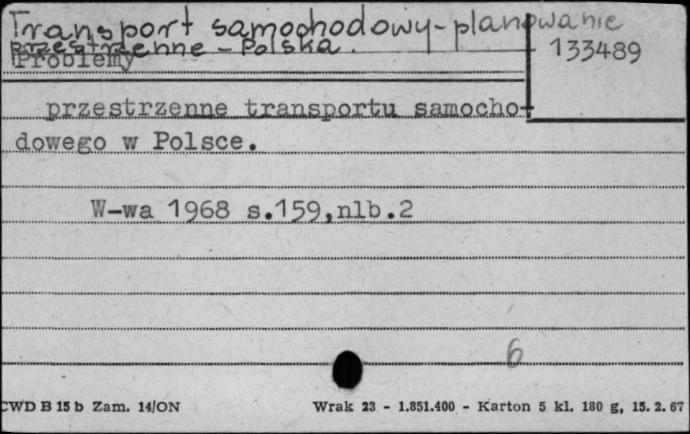 Transport samochodowy-planowanie
przestrzenne - Polska.
133489
Problemy
przestrzenne transportu samocho-
dowego w Polsce.
W-wa 1968 s.159,nlb.2
6
CWD B 15 b Zam. 14/ON
Wrak 23 - 1.851.400 - Karton 5 kl. 180 g, 15. 2. 67